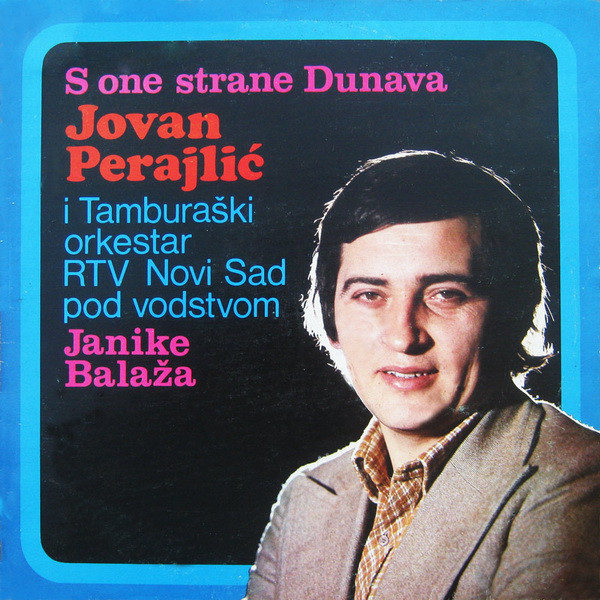 S one strane Dunava
Jovan
Perajlić
i Tamburaški
orkestar
RTV Novi Sad
pod vodstvom
Janike
Balaža